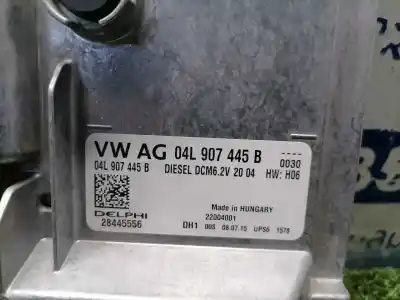 VW AG 04L 907 445 B ----
0030
04L 907 445 B DIESEL DCM6.2V 20 04 HW: H06
Made in HUNGARY
DELPHI 22004001
28445556 DH1 00S 08.07.15 UPS6 1578